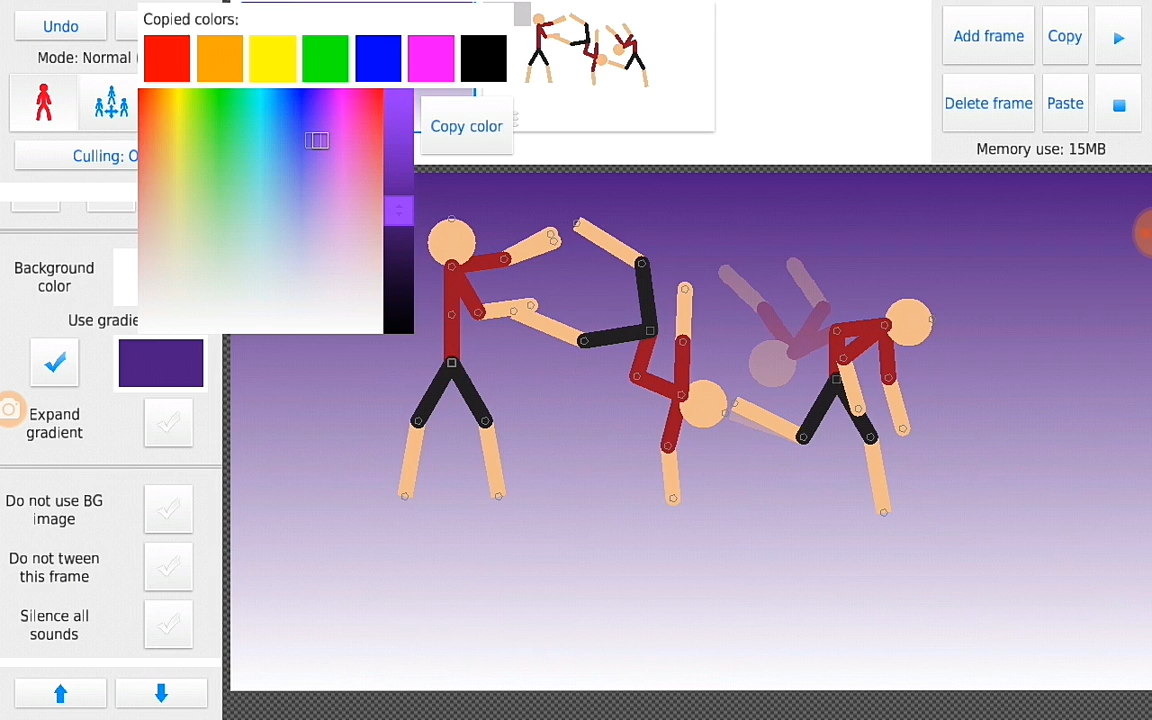 Undo
Copied colors:
Mode: Normal
Culling: O
Copy color
Add frame
Copy
Delete frame
Paste
Memory use: 15MB
Background
color
Use gradie
Expand
gradient
Do not use BG
image
Do not tween
this frame
Silence all
sounds